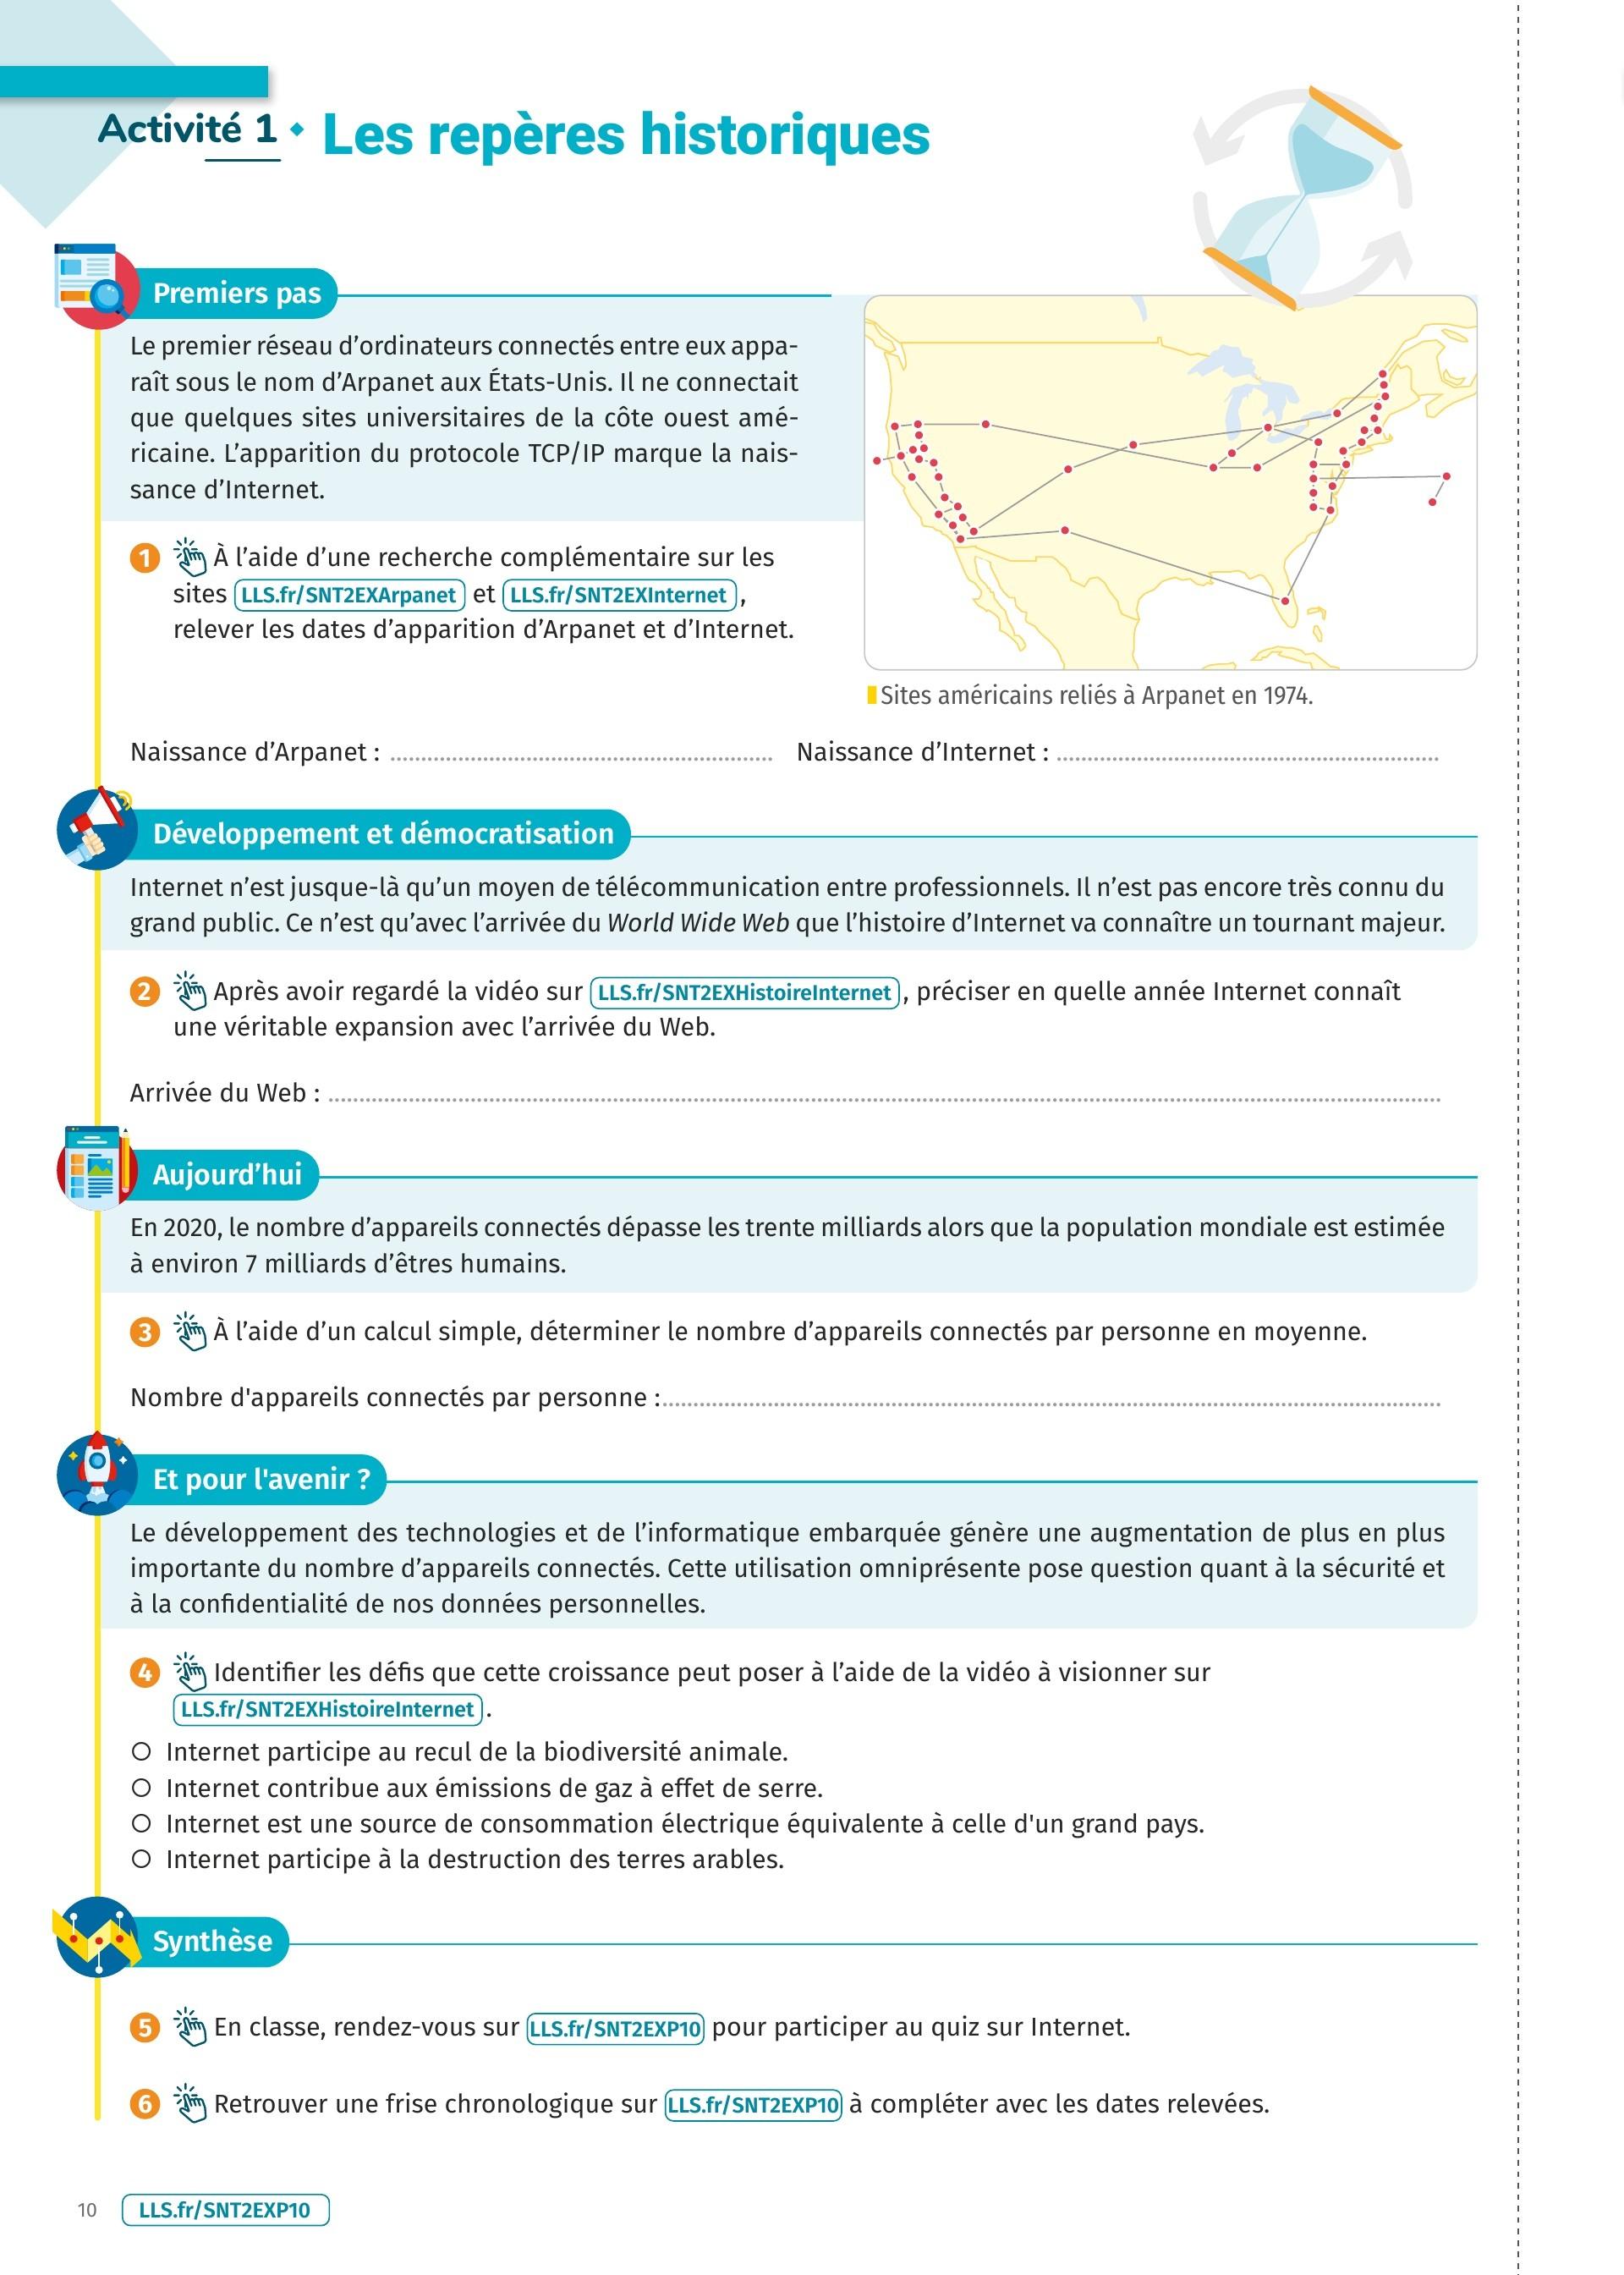 Activité 1 • Les repères historiques
Premiers pas
Le premier réseau d’ordinateurs connectés entre eux appa-
raît sous le nom d’Arpanet aux États-Unis. Il ne connectait
que quelques sites universitaires de la côte ouest amé-
ricaine. L’apparition du protocole TCP/IP marque la nais-
sance d’Internet.
1 À l’aide d’une recherche complémentaire sur les
sites LLS.fr/SNT2EXArpanet et LLS.fr/SNT2EXInternet ,
relever les dates d’apparition d’Arpanet et d’Internet.
Sites américains reliés à Arpanet en 1974.
Naissance d’Arpanet : ............................................................... Naissance d’Internet : ...............................................................
Développement et démocratisation
Internet n’est jusque-là qu’un moyen de télécommunication entre professionnels. Il n’est pas encore très connu du
grand public. Ce n’est qu’avec l’arrivée du World Wide Web que l’histoire d’Internet va connaître un tournant majeur.
2 Après avoir regardé la vidéo sur LLS.fr/SNT2EXHistoireInternet , préciser en quelle année Internet connaît
une véritable expansion avec l’arrivée du Web.
Arrivée du Web : ...............................................................
Aujourd’hui
En 2020, le nombre d’appareils connectés dépasse les trente milliards alors que la population mondiale est estimée
à environ 7 milliards d’êtres humains.
3 À l’aide d’un calcul simple, déterminer le nombre d’appareils connectés par personne en moyenne.
Nombre d'appareils connectés par personne :...............................................................
Et pour l'avenir ?
Le développement des technologies et de l’informatique embarquée génère une augmentation de plus en plus
importante du nombre d’appareils connectés. Cette utilisation omniprésente pose question quant à la sécurité et
à la confidentialité de nos données personnelles.
4 Identifier les défis que cette croissance peut poser à l’aide de la vidéo à visionner sur
LLS.fr/SNT2EXHistoireInternet .
Internet participe au recul de la biodiversité animale.
Internet contribue aux émissions de gaz à effet de serre.
Internet est une source de consommation électrique équivalente à celle d'un grand pays.
Internet participe à la destruction des terres arables.
Synthèse
5 En classe, rendez-vous sur LLS.fr/SNT2EXP10 pour participer au quiz sur Internet.
6 Retrouver une frise chronologique sur LLS.fr/SNT2EXP10 à compléter avec les dates relevées.
10 LLS.fr/SNT2EXP10